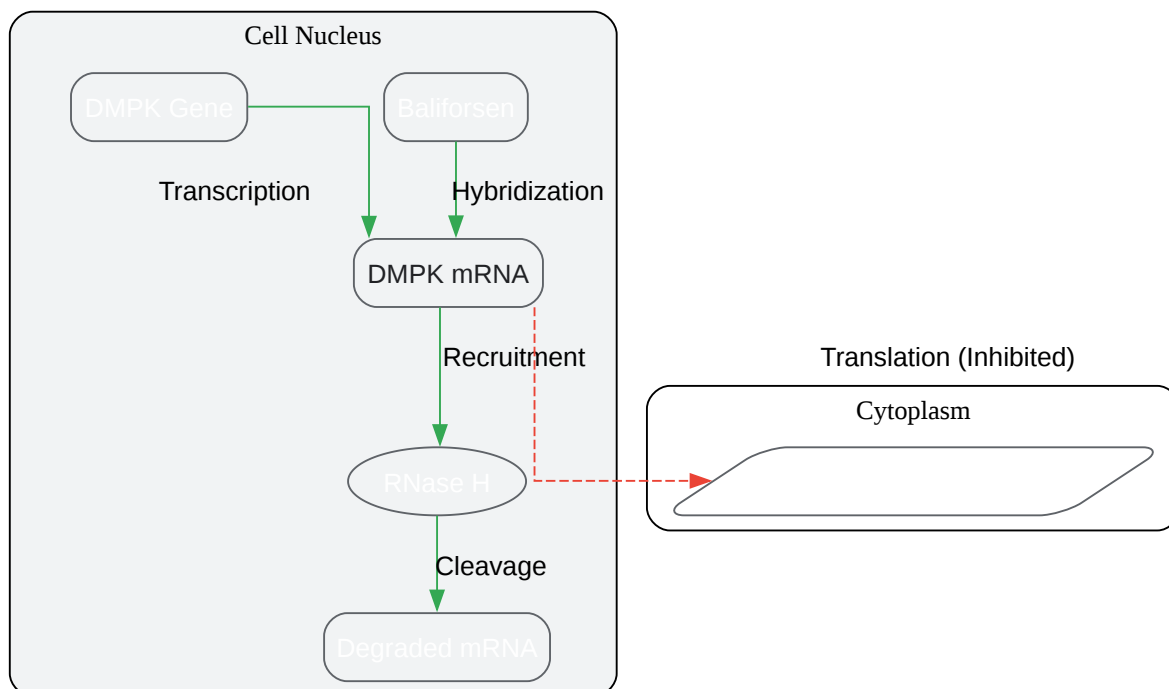 Cell Nucleus
DMPK Gene
Baliforsen
Transcription
Hybridization
DMPK mRNA
Recruitment
Translation (Inhibited)
Cytoplasm
RNase H
Cleavage
Degraded mRNA